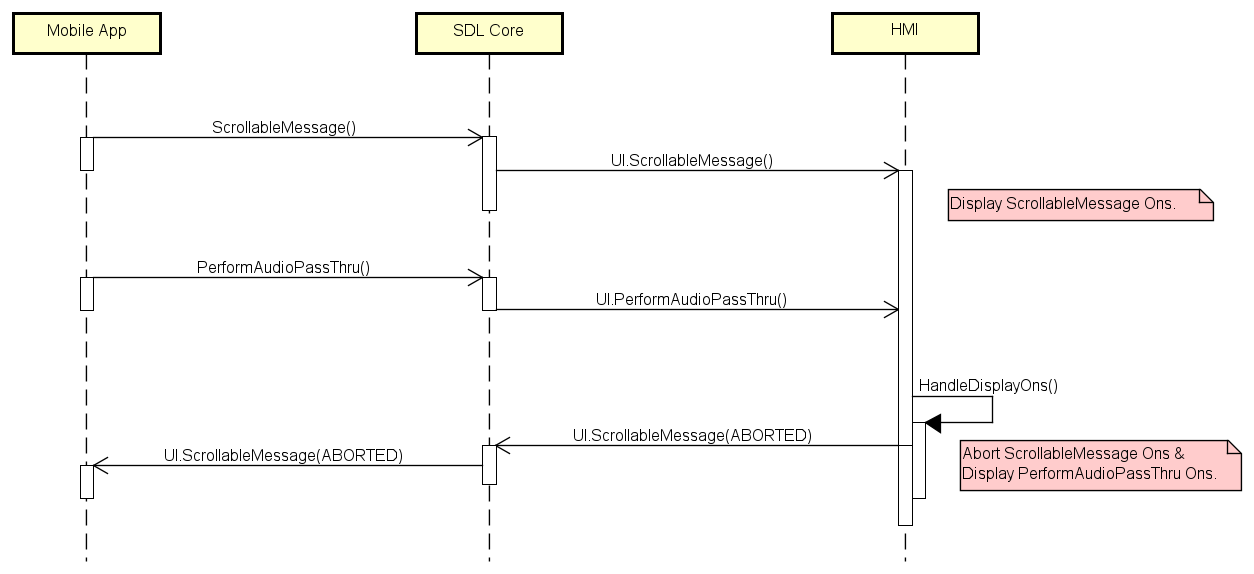 Mobile App
SDL Core
HMI
ScrollableMessage()
UI.ScrollableMessage()
Display ScrollableMessage Ons.
PerformAudioPassThru()
UI.PerformAudioPassThru()
HandleDisplayOns()
UI.ScrollableMessage(ABORTED)
UI.ScrollableMessage(ABORTED)
Abort ScrollableMessage Ons &
Display PerformAudioPassThru Ons.